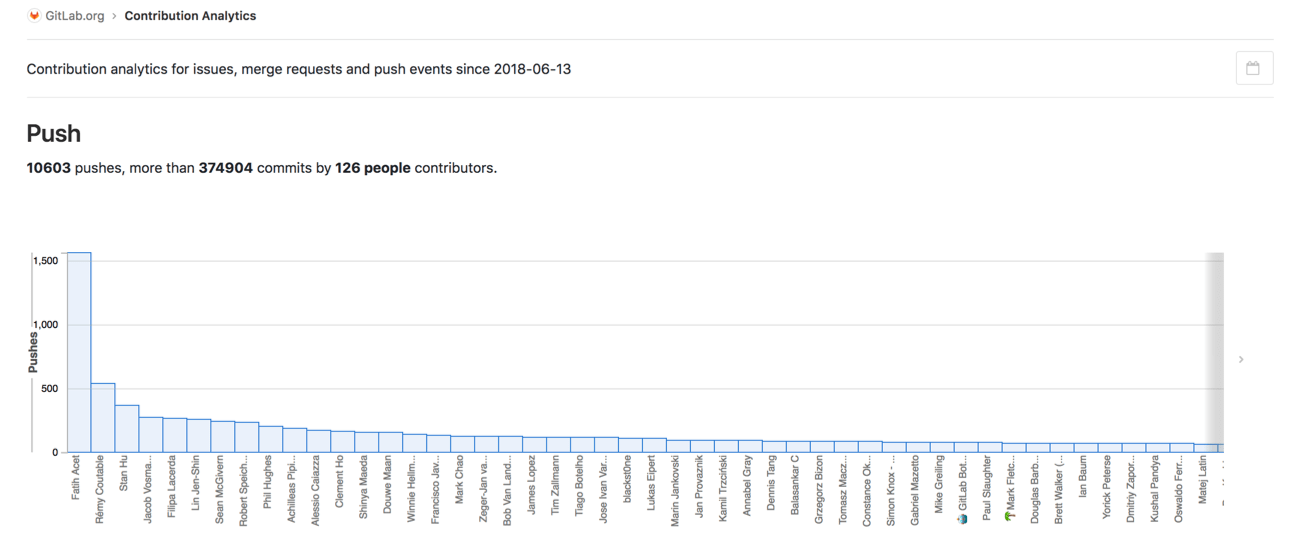 GitLab.org › Contribution Analytics
Contribution analytics for issues, merge requests and push events since 2018-06-13
Push
10603 pushes, more than 374904 commits by 126 people contributors.
Pushes
1,500
1,000
500
0
Fatih Acet
Rémy Coutable
Stan Hu
Jacob Vosma...
Filipa Lacerda
Lin Jen-Shin
Sean McGivern
Robert Speich...
Phil Hughes
Achilleas Pipi...
Alessio Caiazza
Clement Ho
Shinya Maeda
Douwe Maan
Winnie Hellm...
Francisco Jav...
Mark Chao
Zeger-Jan va...
Bob Van Land...
James Lopez
Tim Zallmann
Tiago Botelho
Jose Ivan Var...
blackst0ne
Lukas Eipert
Marin Jankovski
Jan Provaznik
Kamil Trzciński
Annabel Gray
Dennis Tang
Balasankar C
Grzegorz Bizon
Tomasz Macz...
Constance Ok...
Simon Knox - ...
Gabriel Mazetto
Mike Greiling
GitLab Bot...
Paul Slaughter
Mark Fletc...
Douglas Barb...
Brett Walker (...
Ian Baum
Yorick Peterse
Dmitriy Zapor...
Kushal Pandya
Oswaldo Ferr...
Matej Latin